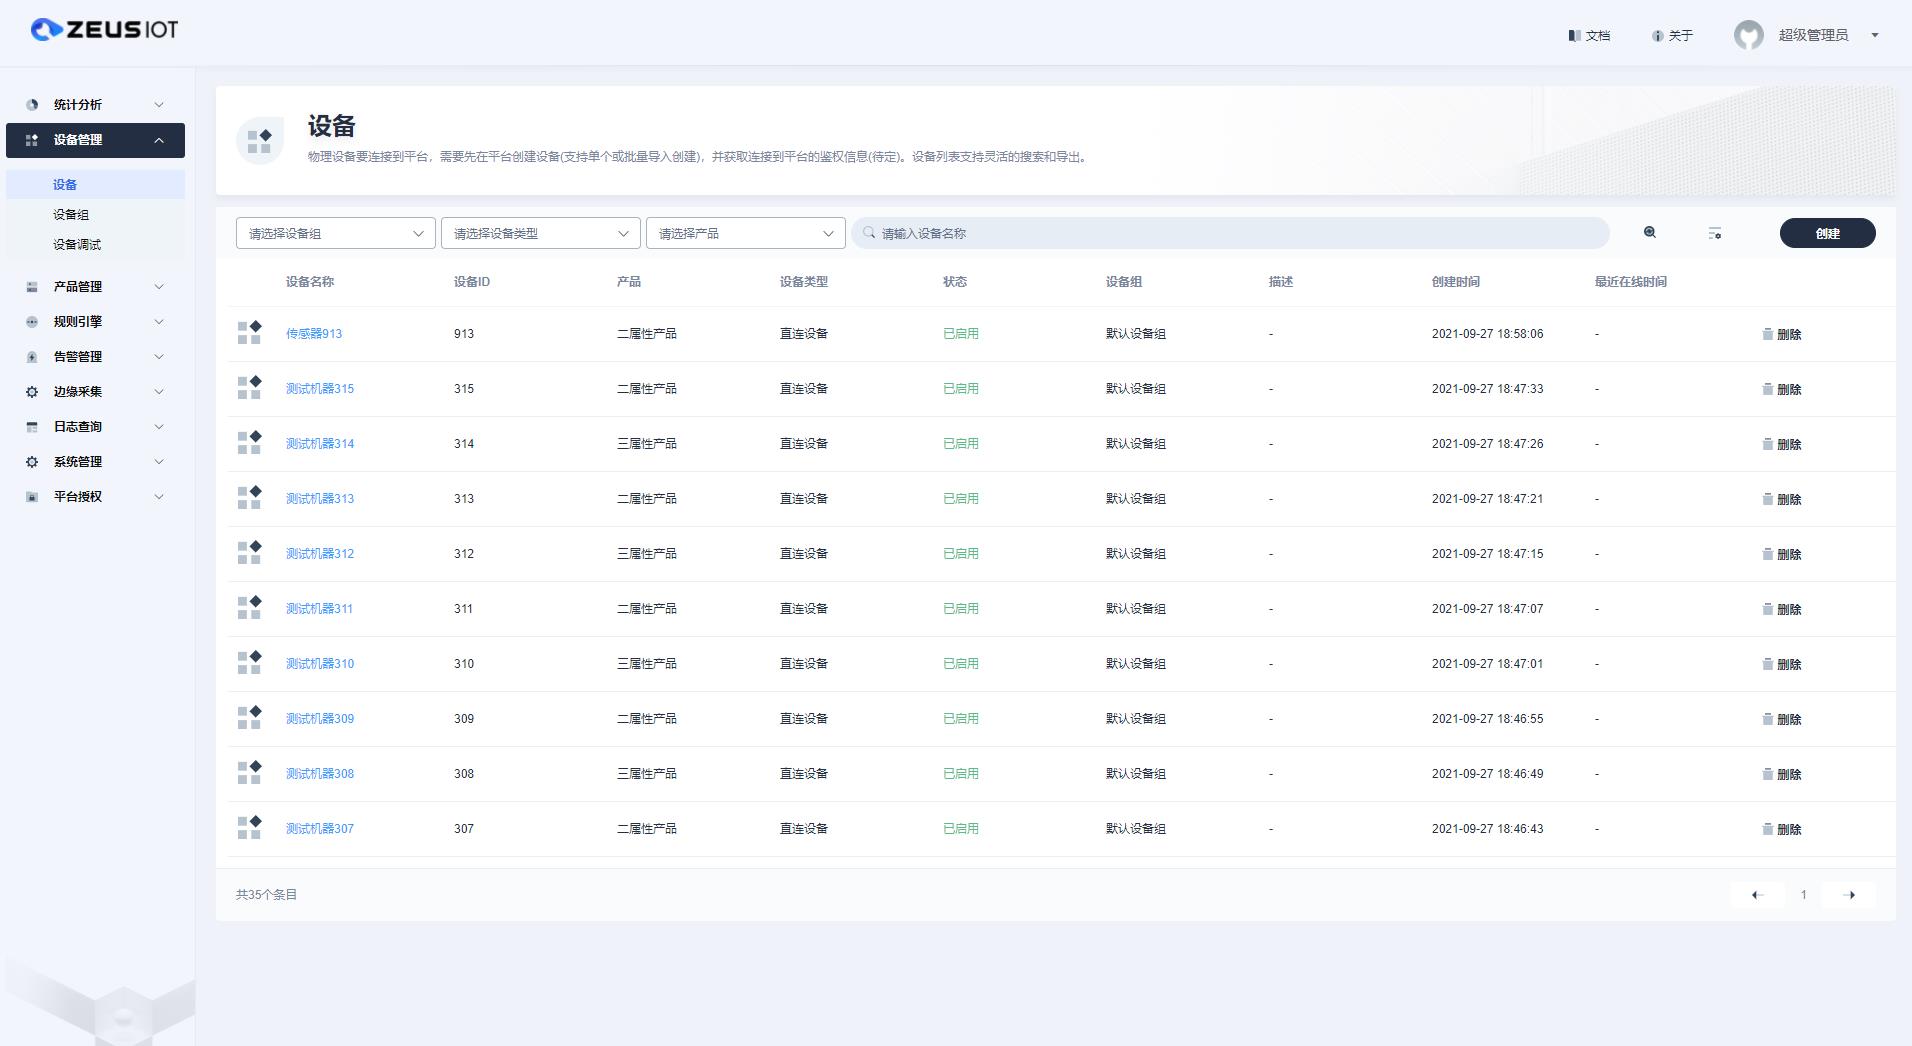 ZEUS IOT
文档
关于
超级管理员
统计分析
设备管理
设备
设备组
设备调试
产品管理
规则引擎
告警管理
边缘采集
日志查询
系统管理
平台授权
设备
物理设备要连接到平台，需要先在平台创建设备(支持单个或批量导入创建)，并获取连接到平台的鉴权信息(待定)。设备列表支持灵活的搜索和导出。
请选择设备组 请选择设备类型 请选择产品 请输入设备名称 创建
设备名称 设备ID 产品 设备类型 状态 设备组 描述 创建时间 最近在线时间
传感器913 913 二属性产品 直连设备 已启用 默认设备组 - 2021-09-27 18:58:06 - 删除
测试机器315 315 二属性产品 直连设备 已启用 默认设备组 - 2021-09-27 18:47:33 - 删除
测试机器314 314 三属性产品 直连设备 已启用 默认设备组 - 2021-09-27 18:47:26 - 删除
测试机器313 313 二属性产品 直连设备 已启用 默认设备组 - 2021-09-27 18:47:21 - 删除
测试机器312 312 三属性产品 直连设备 已启用 默认设备组 - 2021-09-27 18:47:15 - 删除
测试机器311 311 二属性产品 直连设备 已启用 默认设备组 - 2021-09-27 18:47:07 - 删除
测试机器310 310 三属性产品 直连设备 已启用 默认设备组 - 2021-09-27 18:47:01 - 删除
测试机器309 309 二属性产品 直连设备 已启用 默认设备组 - 2021-09-27 18:46:55 - 删除
测试机器308 308 三属性产品 直连设备 已启用 默认设备组 - 2021-09-27 18:46:49 - 删除
测试机器307 307 二属性产品 直连设备 已启用 默认设备组 - 2021-09-27 18:46:43 - 删除
共35个条目 1